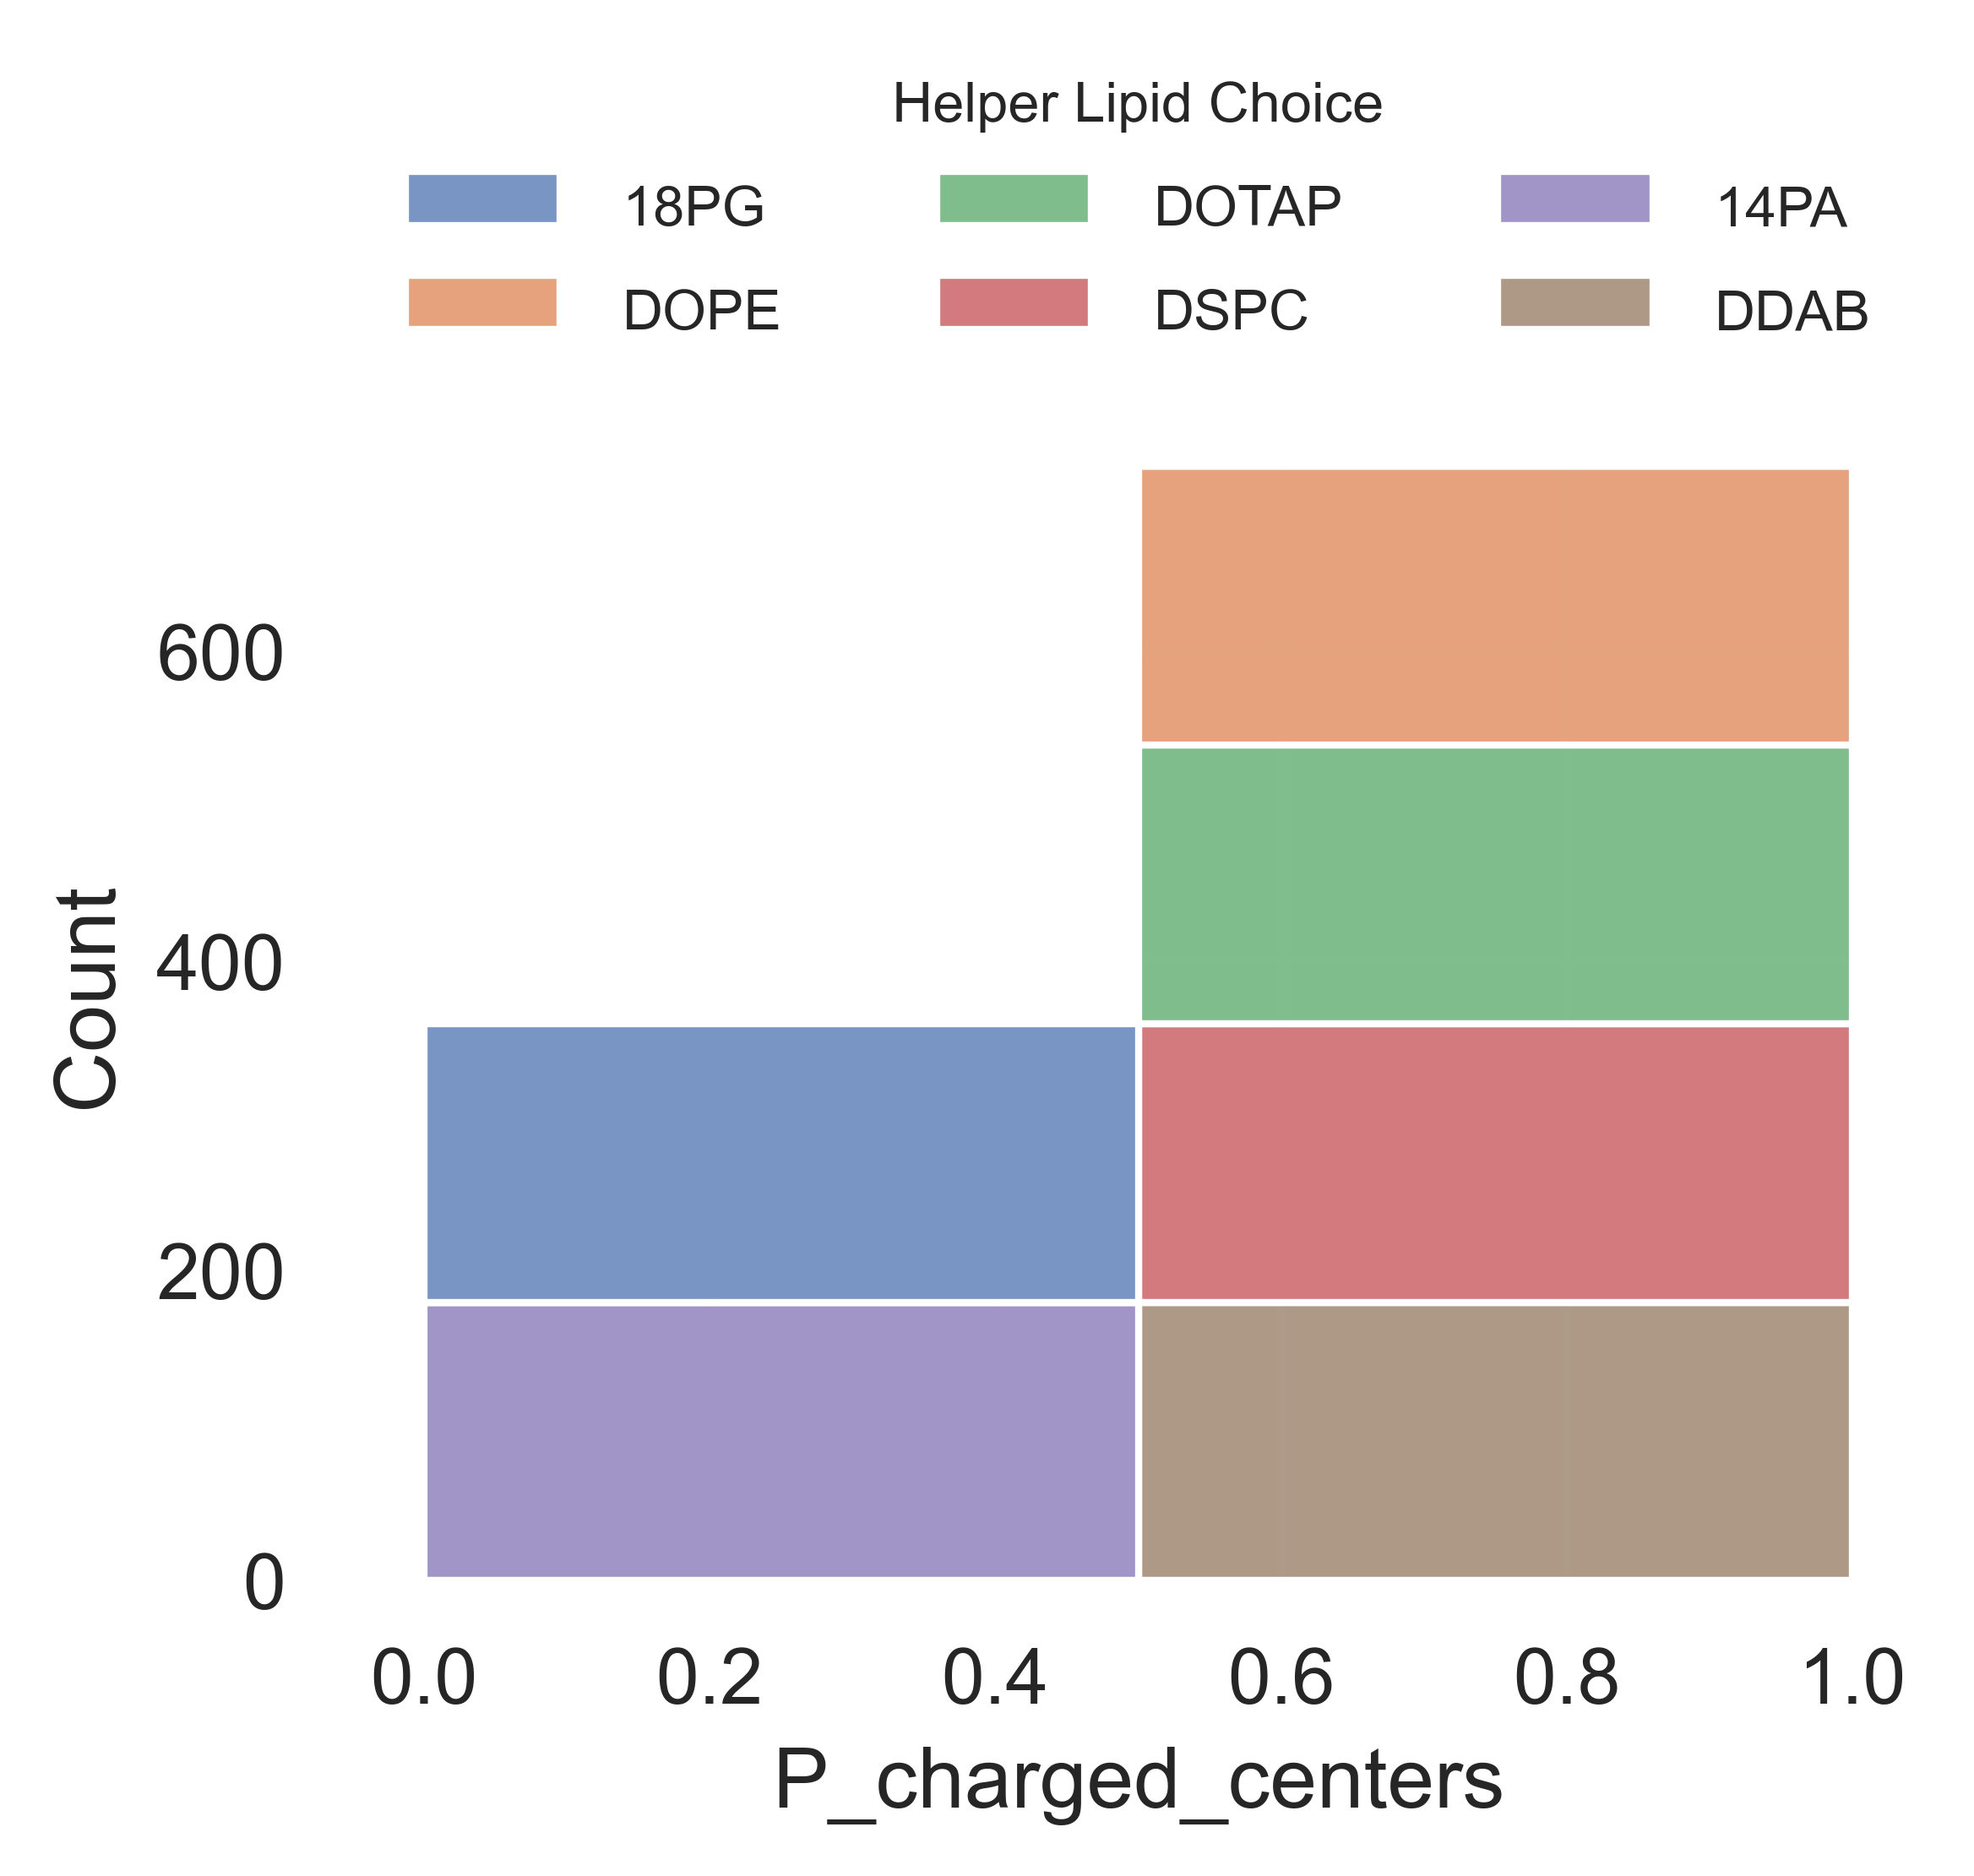 Helper Lipid Choice
18PG DOTAP 14PA
DOPE DSPC DDAB
600
400
200
0
Count
0.0 0.2 0.4 0.6 0.8 1.0
P_charged_centers